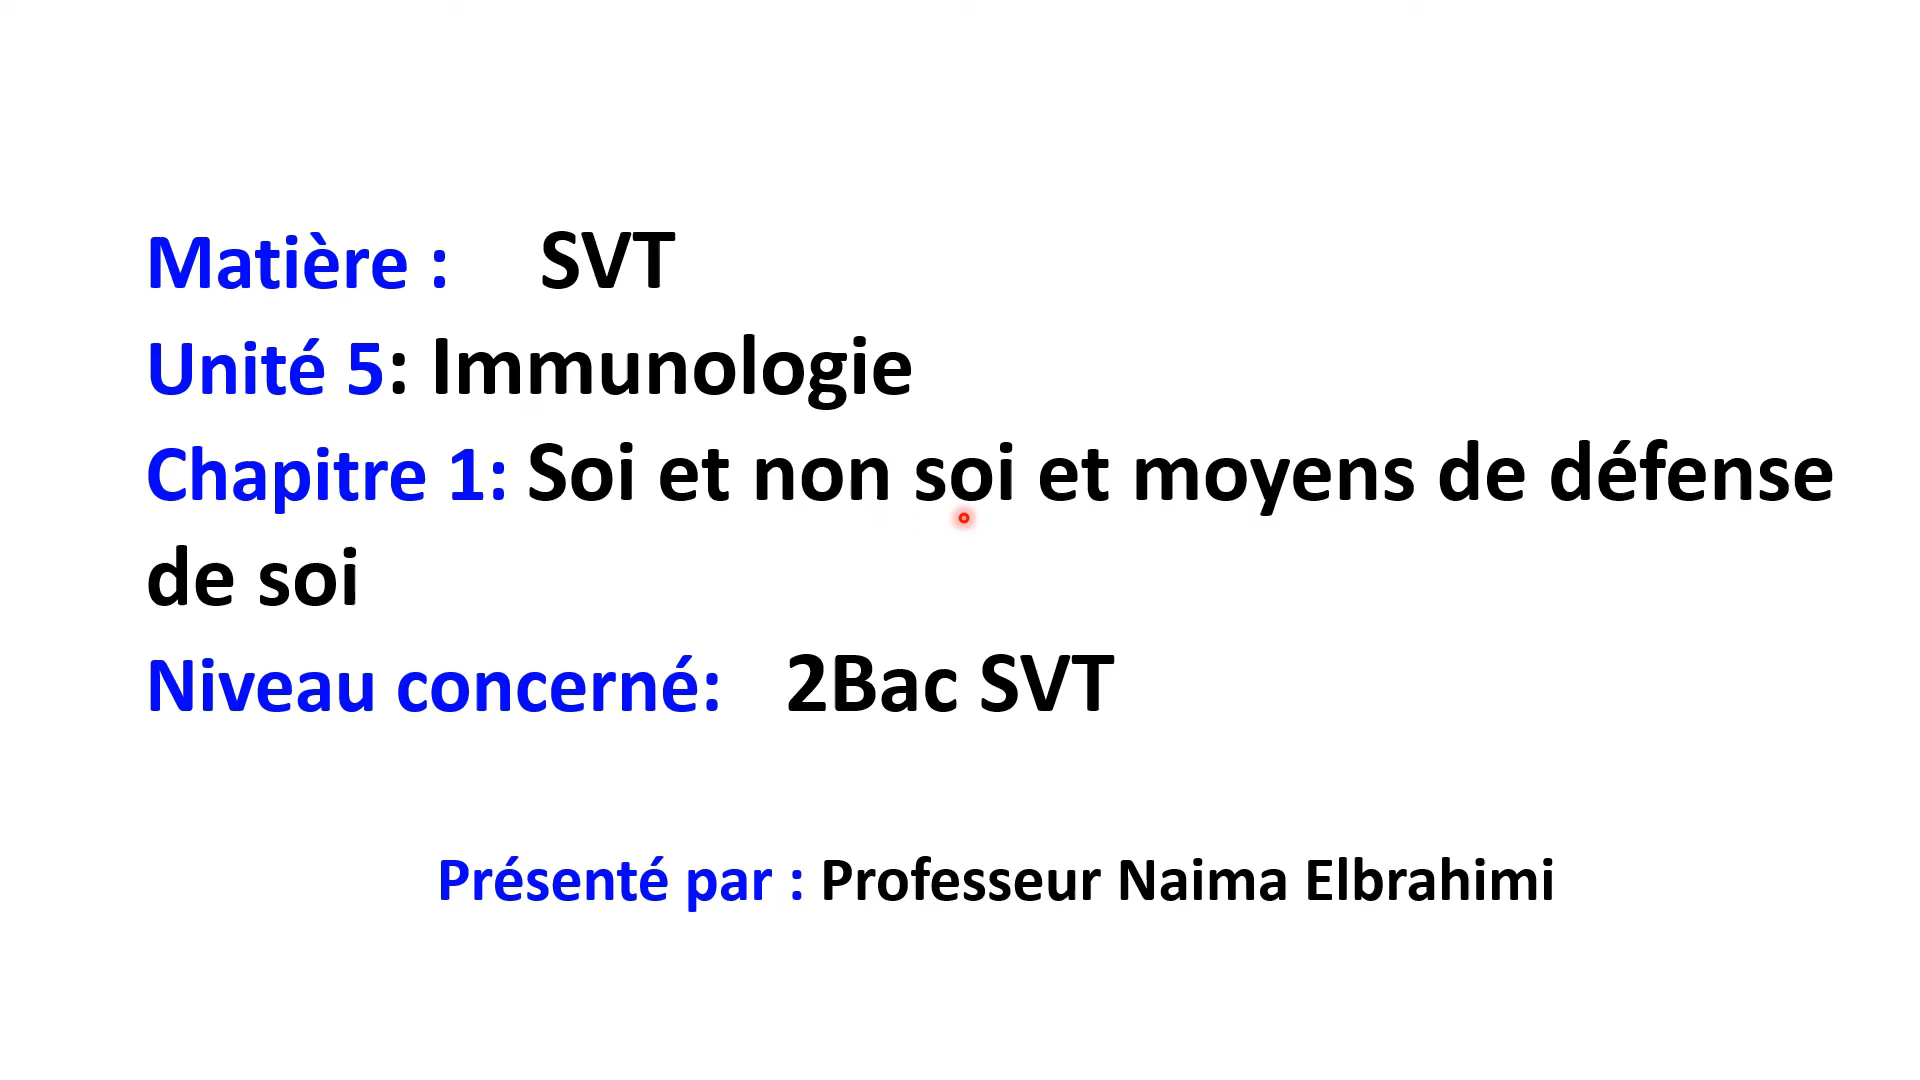 Matière : SVT
Unité 5: Immunologie
Chapitre 1: Soi et non soi et moyens de défense
de soi
Niveau concerné: 2Bac SVT
Présenté par : Professeur Naima Elbrahimi